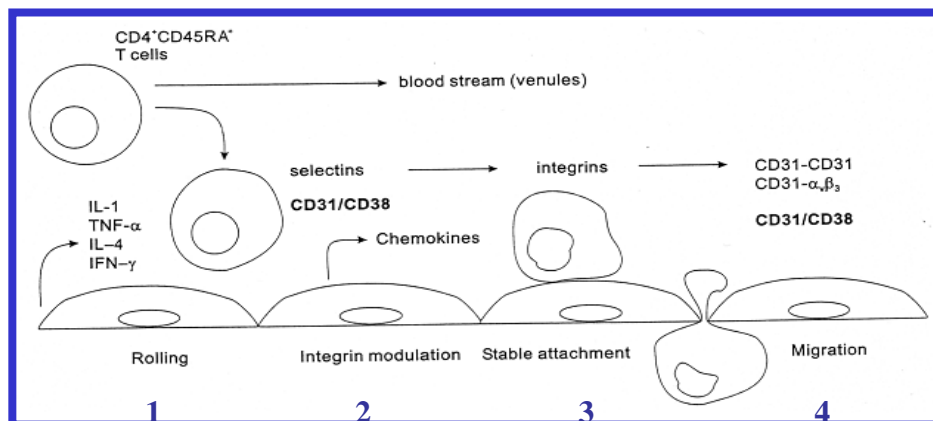 CD4⁺CD45RA⁺
T cells
blood stream (venules)
selectins
integrins
CD31-CD31
CD31-αᵥβ₃
CD31/CD38
CD31/CD38
IL-1
TNF-α
IL-4
IFN-γ
Chemokines
Rolling
Integrin modulation
Stable attachment
Migration
1
2
3
4